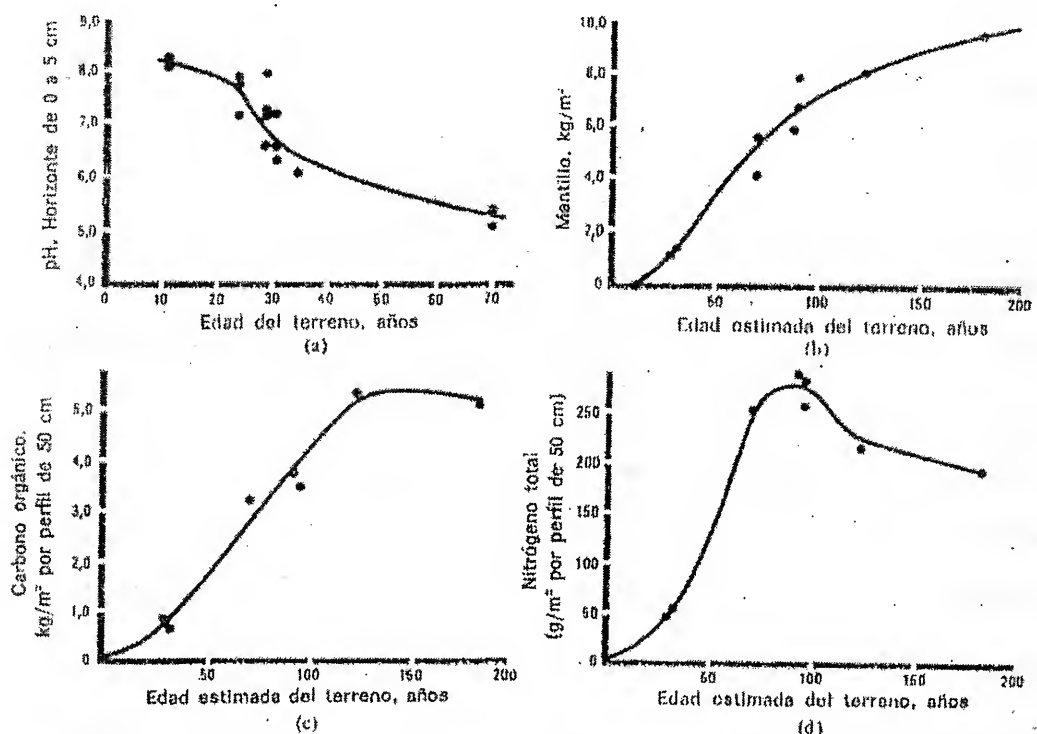 pH. Horizonte de 0 a 5 cm
9,0
8,0
7,0
6,0
5,0
4,0
0 10 20 30 40 50 60 70
Edad del terreno, años
(a)
Mantillo. kg/m²
10,0
8,0
6,0
4,0
2,0
0
50 100 150 200
Edad estimada del terreno, años
(b)
Carbono orgánico.
kg/m² por perfil de 50 cm
5,0
4,0
3,0
2,0
1,0
0
50 100 150 200
Edad estimada del terreno, años
(c)
Nitrógeno total
(g/m² por perfil de 50 cm)
250
200
150
100
50
0
50 100 150 200
Edad estimada del terreno, años
(d)